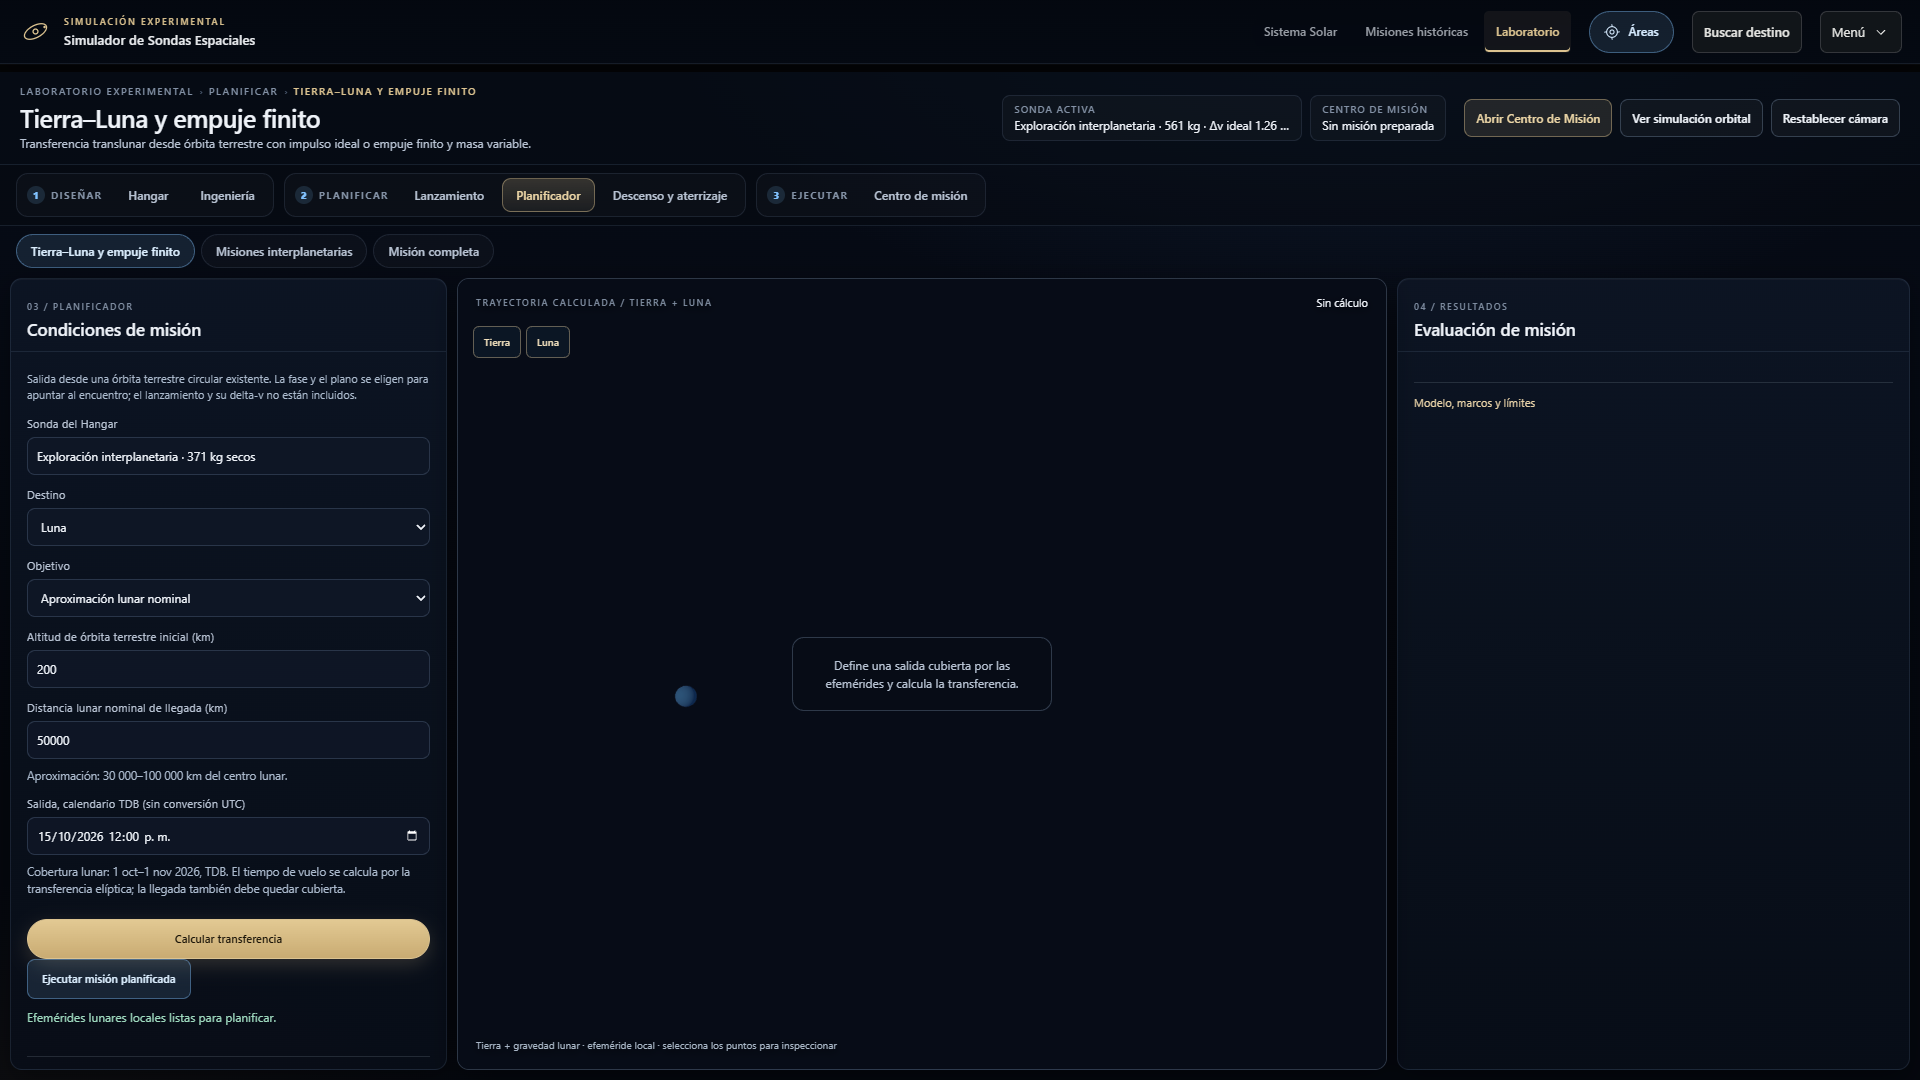 SIMULACIÓN EXPERIMENTAL
Simulador de Sondas Espaciales
Sistema Solar
Misiones históricas
Laboratorio
Áreas
Buscar destino
Menú
LABORATORIO EXPERIMENTAL › PLANIFICAR › TIERRA–LUNA Y EMPUJE FINITO
Tierra–Luna y empuje finito
Transferencia translunar desde órbita terrestre con impulso ideal o empuje finito y masa variable.
SONDA ACTIVA
Exploración interplanetaria · 561 kg · Δv ideal 1.26 ...
CENTRO DE MISIÓN
Sin misión preparada
Abrir Centro de Misión
Ver simulación orbital
Restablecer cámara
1 DISEÑAR
Hangar
Ingeniería
2 PLANIFICAR
Lanzamiento
Planificador
Descenso y aterrizaje
3 EJECUTAR
Centro de misión
Tierra–Luna y empuje finito
Misiones interplanetarias
Misión completa
03 / PLANIFICADOR
Condiciones de misión
Salida desde una órbita terrestre circular existente. La fase y el plano se eligen para
apuntar al encuentro; el lanzamiento y su delta-v no están incluidos.
Sonda del Hangar
Exploración interplanetaria · 371 kg secos
Destino
Luna
Objetivo
Aproximación lunar nominal
Altitud de órbita terrestre inicial (km)
200
Distancia lunar nominal de llegada (km)
50000
Aproximación: 30 000–100 000 km del centro lunar.
Salida, calendario TDB (sin conversión UTC)
15/10/2026 12:00 p. m.
Cobertura lunar: 1 oct–1 nov 2026, TDB. El tiempo de vuelo se calcula por la
transferencia elíptica; la llegada también debe quedar cubierta.
Calcular transferencia
Ejecutar misión planificada
Efemérides lunares locales listas para planificar.
TRAYECTORIA CALCULADA / TIERRA + LUNA
Sin cálculo
Tierra
Luna
Define una salida cubierta por las
efemérides y calcula la transferencia.
Tierra + gravedad lunar · efeméride local · selecciona los puntos para inspeccionar
04 / RESULTADOS
Evaluación de misión
Modelo, marcos y límites